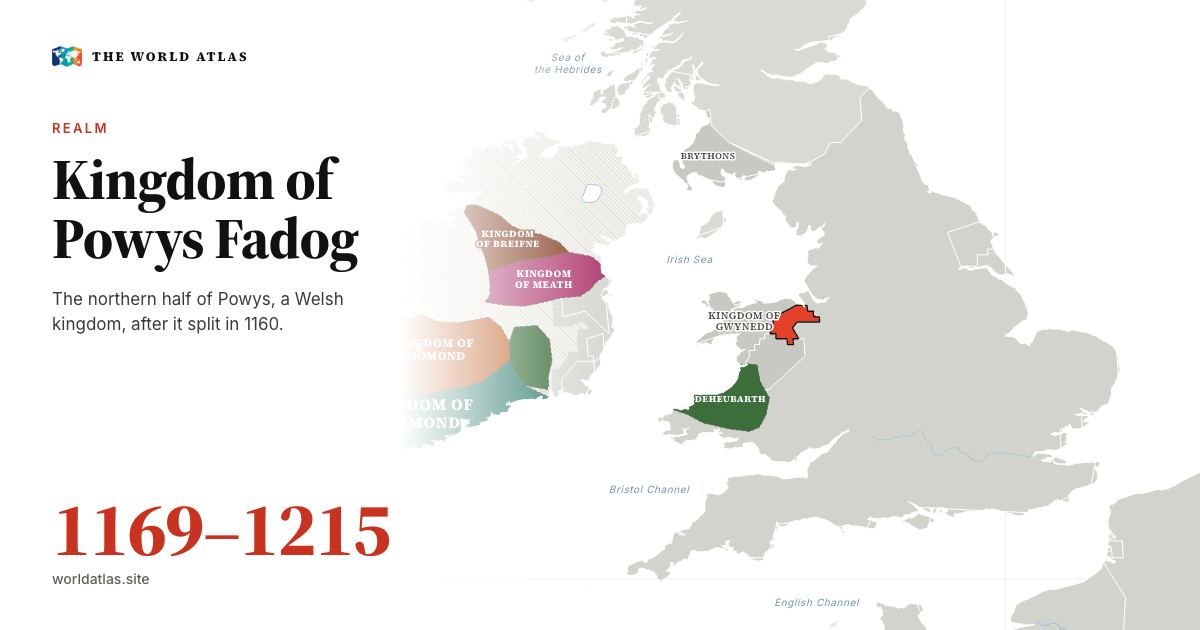 THE WORLD ATLAS
REALM
Kingdom of
Powys Fadog
The northern half of Powys, a Welsh
kingdom, after it split in 1160.
1169–1215
worldatlas.site
Sea of
the Hebrides
BRYTHONS
KINGDOM
OF BREIFNE
Irish Sea
KINGDOM
OF MEATH
KINGDOM OF
GWYNEDD
DEHEUBARTH
Bristol Channel
English Channel